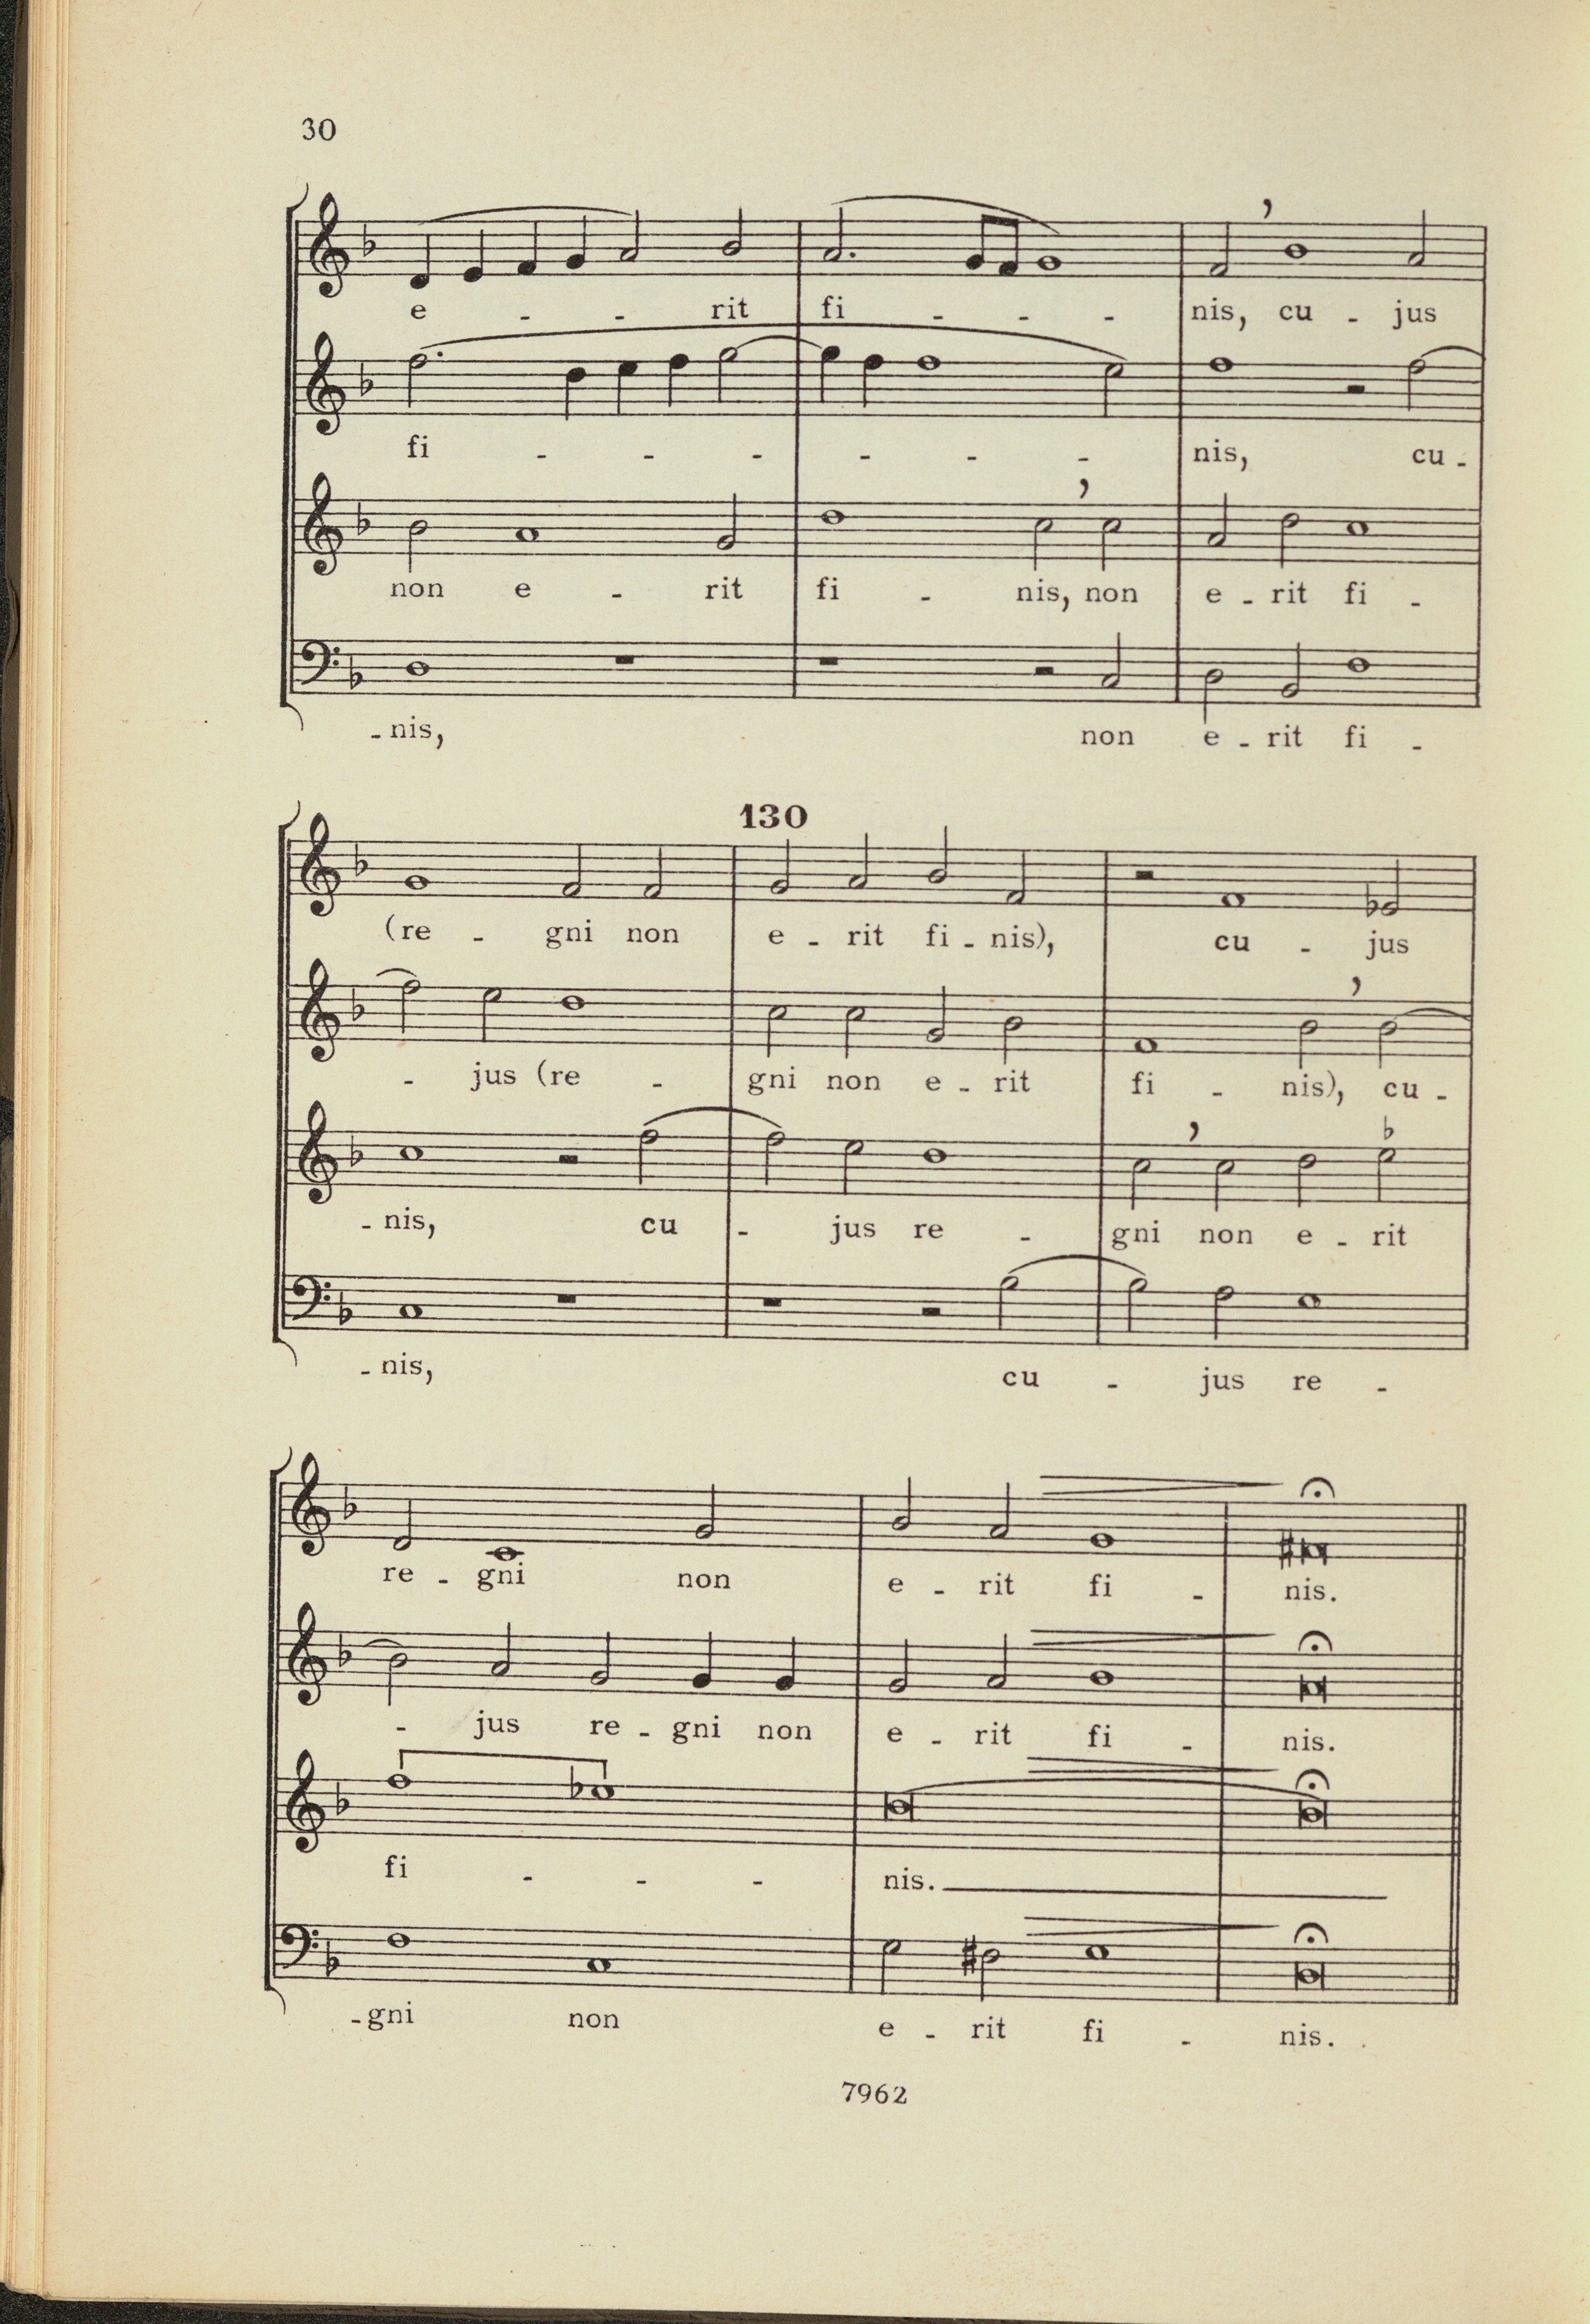 30
e - - rit fi - - - nis, cu - jus
fi - - - - - - nis, cu -
non e - rit fi - nis, non e - rit fi -
- nis, non e - rit fi -
130
(re - gni non e - rit fi - nis), cu - jus
- jus (re - gni non e - rit fi - nis), cu -
- nis, cu - jus re - gni non e - rit
- nis, cu - jus re -
re - gni non e - rit fi - nis.
- jus re - gni non e - rit fi - nis.
fi - - - nis.
- gni non e - rit fi - nis.
7962